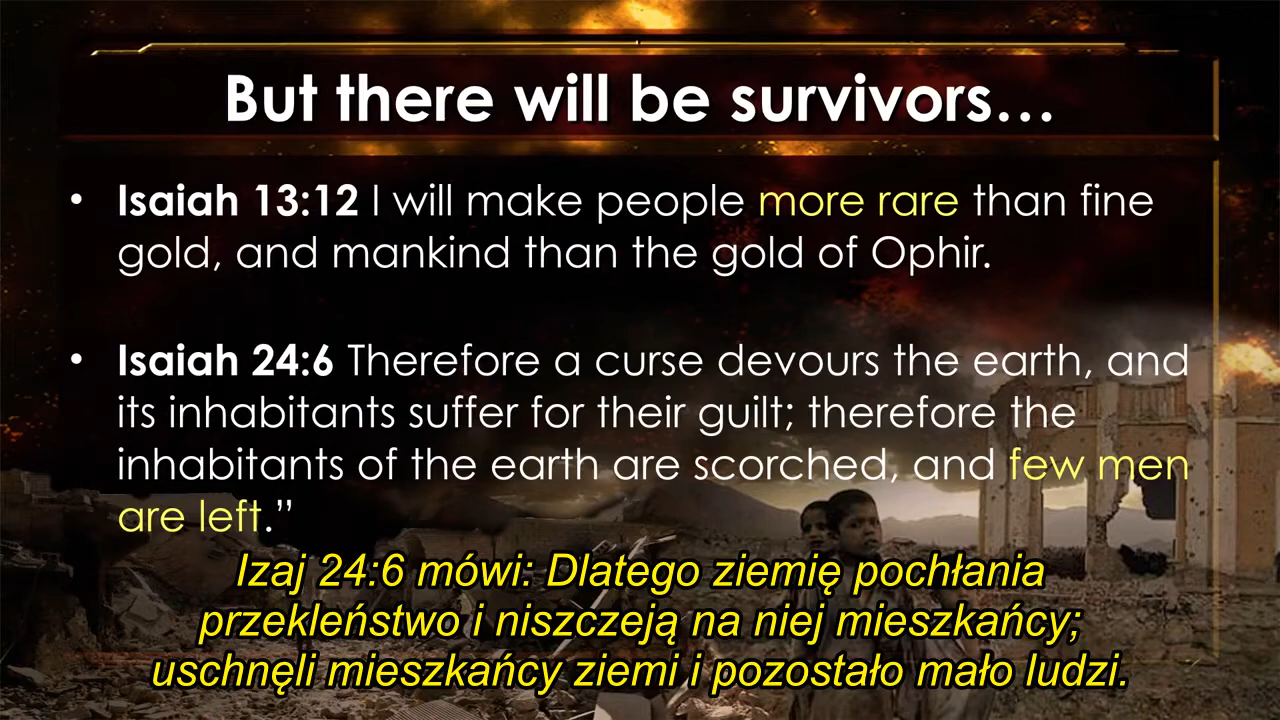 But there will be survivors…
• Isaiah 13:12 I will make people more rare than fine
gold, and mankind than the gold of Ophir.
• Isaiah 24:6 Therefore a curse devours the earth, and
its inhabitants suffer for their guilt; therefore the
inhabitants of the earth are scorched, and few men
are left.”
Izaj 24:6 mówi: Dlatego ziemię pochłania
przekleństwo i niszczeją na niej mieszkańcy;
uschnęli mieszkańcy ziemi i pozostało mało ludzi.